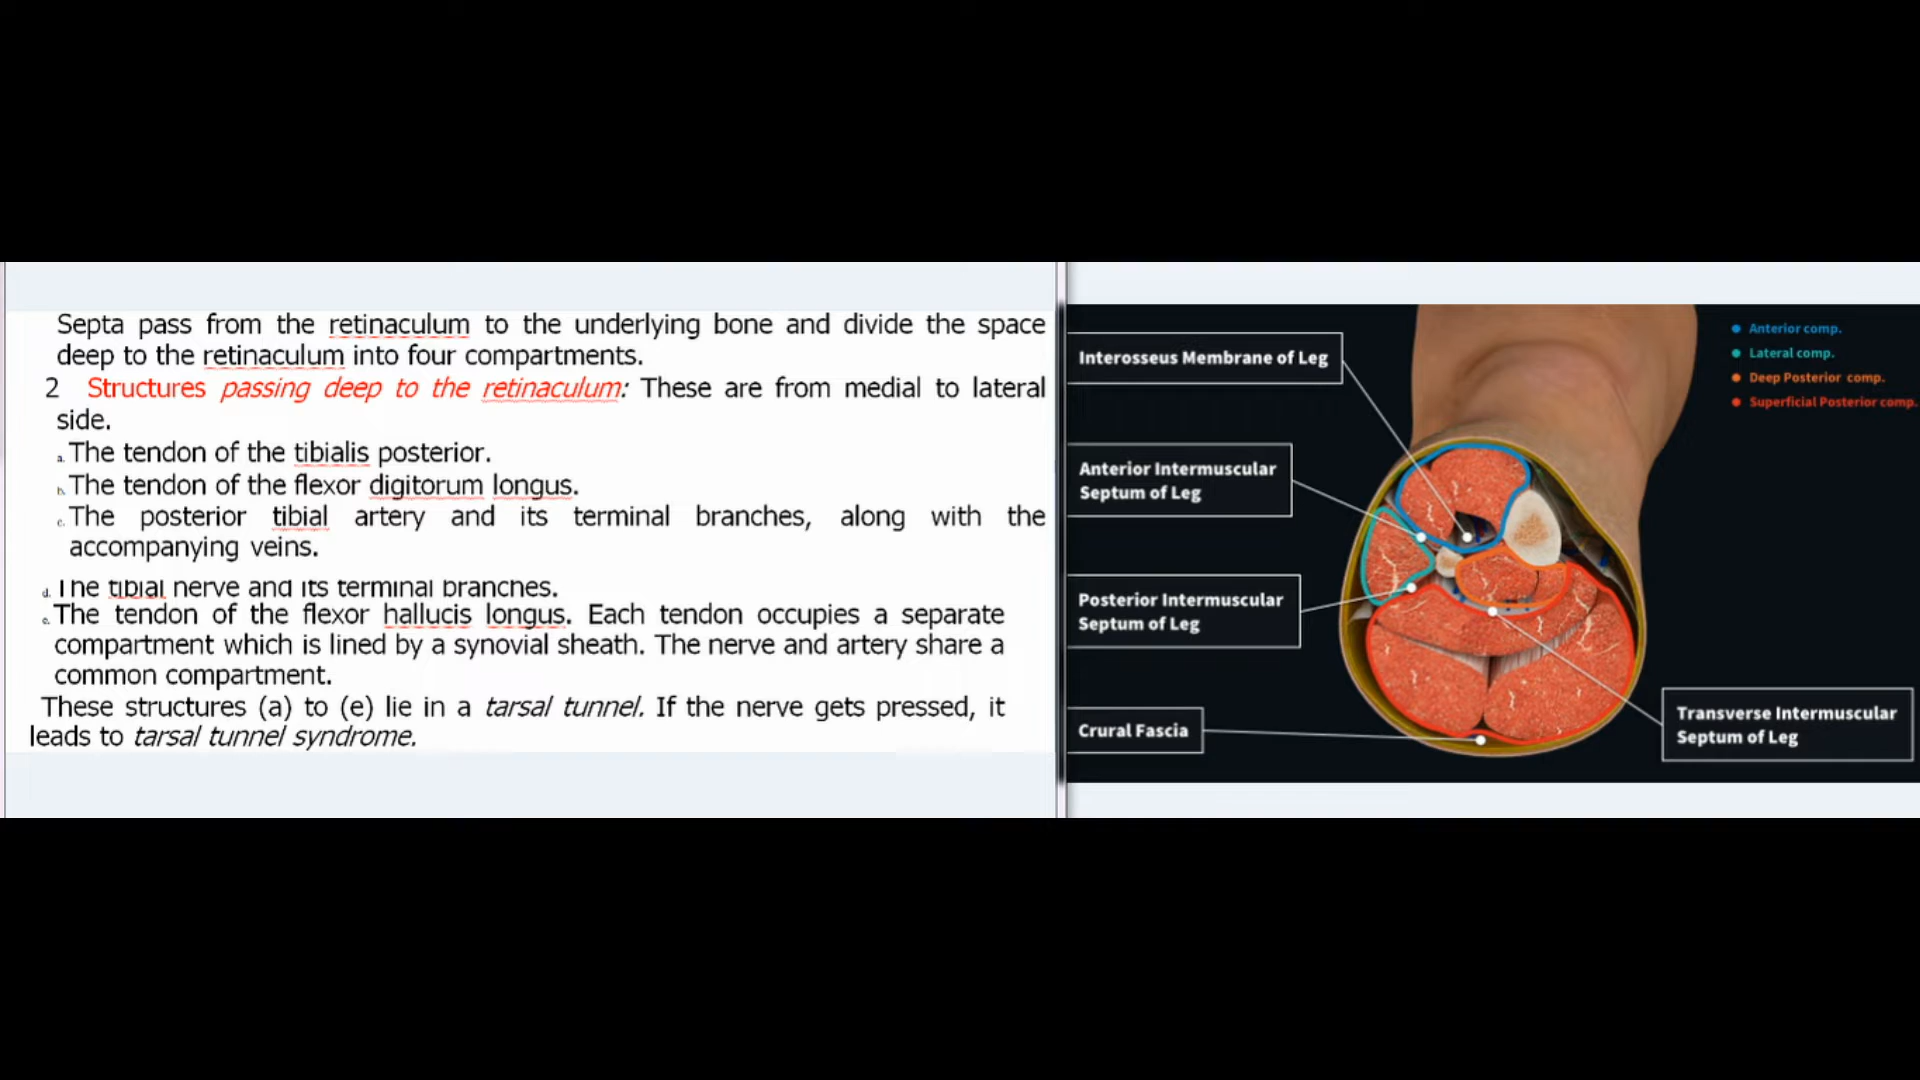 Septa pass from the retinaculum to the underlying bone and divide the space
deep to the retinaculum into four compartments.
2 Structures passing deep to the retinaculum: These are from medial to lateral
side.
a. The tendon of the tibialis posterior.
b. The tendon of the flexor digitorum longus.
c. The posterior tibial artery and its terminal branches, along with the
accompanying veins.
d. The tibial nerve and its terminal branches.
e. The tendon of the flexor hallucis longus. Each tendon occupies a separate
compartment which is lined by a synovial sheath. The nerve and artery share a
common compartment.
These structures (a) to (e) lie in a tarsal tunnel. If the nerve gets pressed, it
leads to tarsal tunnel syndrome.
Interosseus Membrane of Leg
Anterior Intermuscular
Septum of Leg
Posterior Intermuscular
Septum of Leg
Crural Fascia
Anterior comp.
Lateral comp.
Deep Posterior comp.
Superficial Posterior comp.
Transverse Intermuscular
Septum of Leg